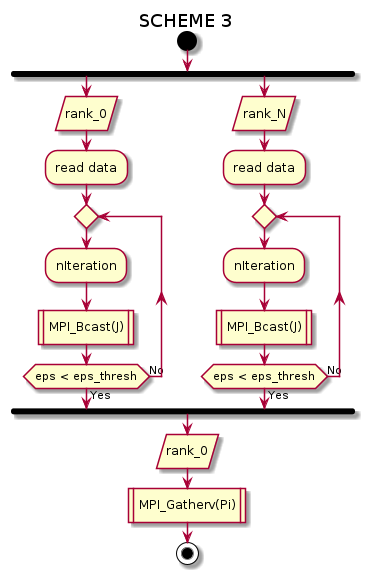 SCHEME 3
rank_0
rank_N
read data
read data
nIteration
nIteration
MPI_Bcast(J)
MPI_Bcast(J)
eps < eps_thresh
No
eps < eps_thresh
No
Yes
Yes
rank_0
MPI_Gatherv(Pi)